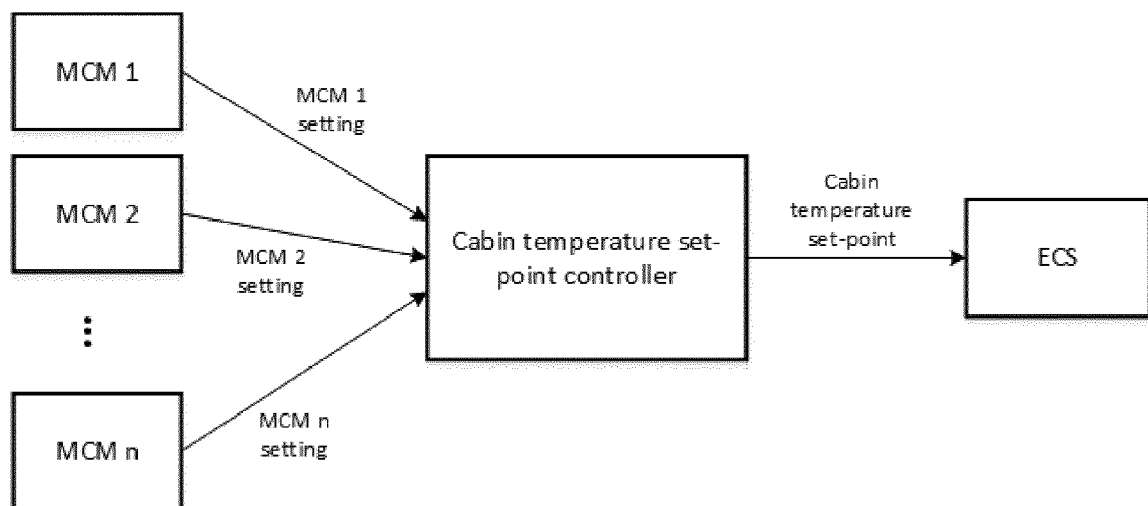 MCM 1
MCM 1
setting
MCM 2
MCM 2
setting
Cabin temperature set-
point controller
Cabin
temperature
set-point
ECS
MCM n
MCM n
setting